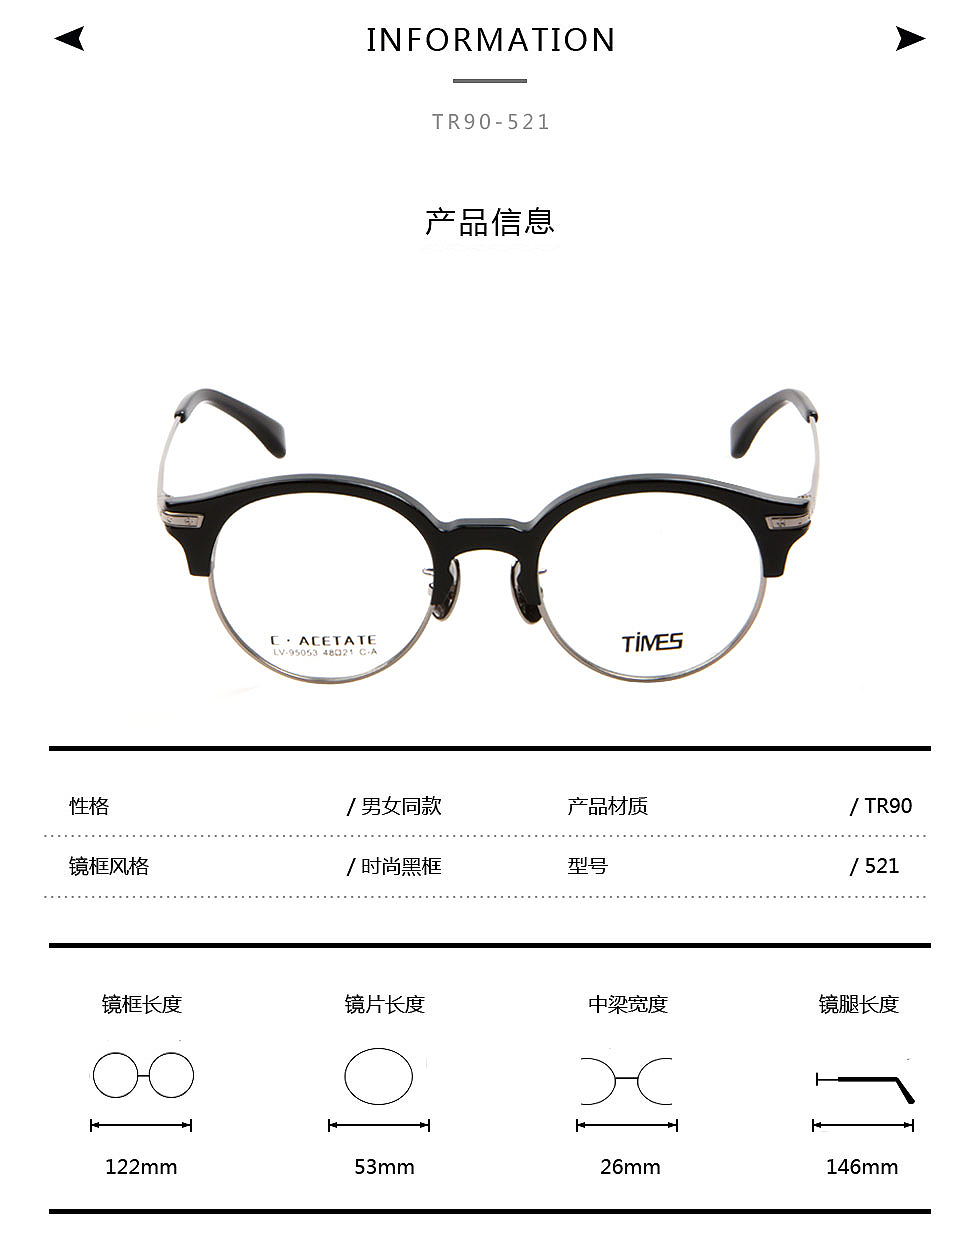 INFORMATION
TR90-521
产品信息
C · ACETATE
LV-95053 48□21 C-A
TiMES
性格 / 男女同款 产品材质 / TR90
镜框风格 / 时尚黑框 型号 / 521
镜框长度 镜片长度 中梁宽度 镜腿长度
122mm 53mm 26mm 146mm